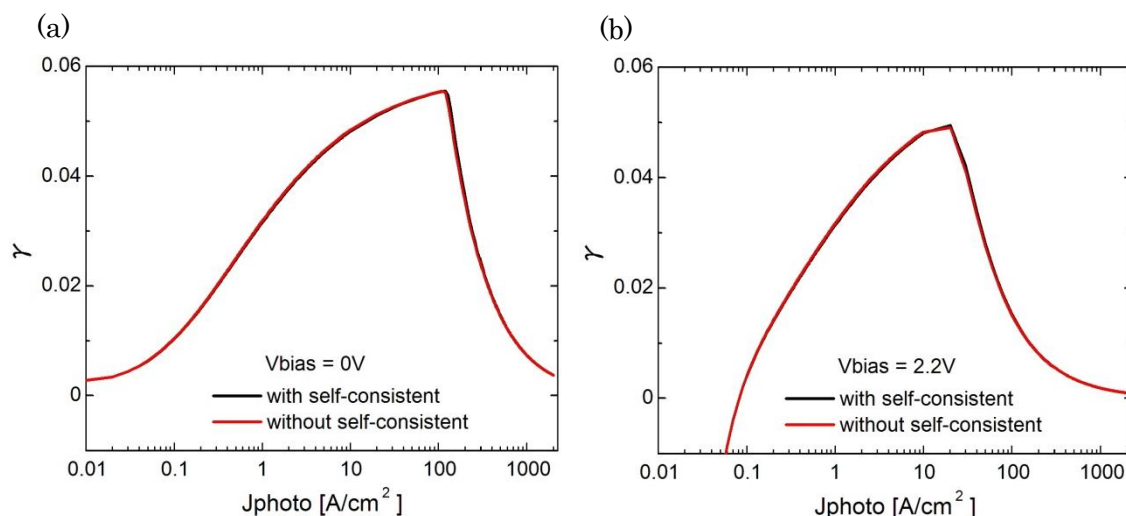 (a)
0.06
0.04
0.02
0
γ
Vbias = 0V
with self-consistent
without self-consistent
0.01 0.1 1 10 100 1000
Jphoto [A/cm²]
(b)
0.06
0.04
0.02
0
γ
Vbias = 2.2V
with self-consistent
without self-consistent
0.01 0.1 1 10 100 1000
Jphoto [A/cm²]